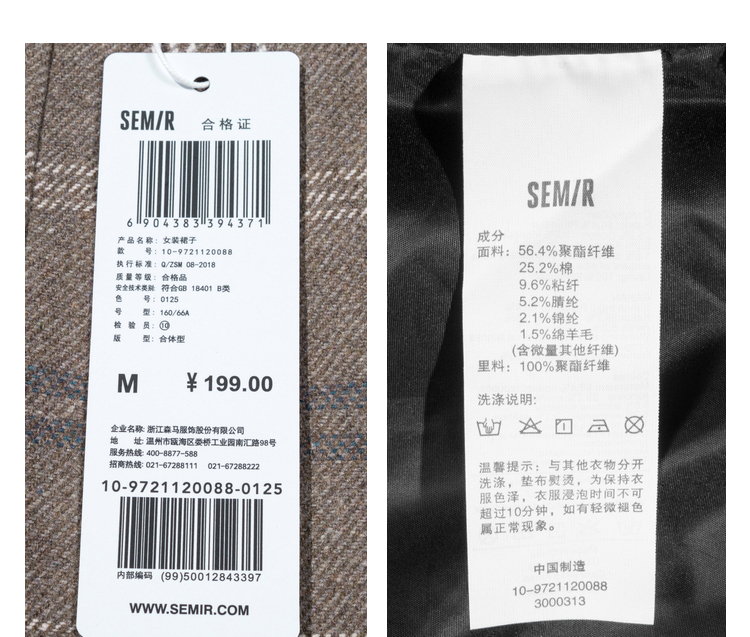 SEMIR 合格证
6 904383 394371
产品名称: 女装裙子
款 号: 10-9721120088
执行标准: Q/ZSM 08-2018
质量等级: 合格品
安全技术类别: 符合GB 18401 B类
色 号: 0125
号 型: 160/66A
检 验 员: 10
版 型: 合体型
M ¥199.00
企业名称: 浙江森马服饰股份有限公司
地 址: 温州市瓯海区娄桥工业园南汇路98号
服务热线: 400-8877-588
招商热线: 021-67288111 021-67288222
10-9721120088-0125
内部编码 (99)50012843397
WWW.SEMIR.COM
SEMIR
成分
面料: 56.4%聚酯纤维
25.2%棉
9.6%粘纤
5.2%腈纶
2.1%锦纶
1.5%绵羊毛
(含微量其他纤维)
里料: 100%聚酯纤维
洗涤说明:
温馨提示: 与其他衣物分开
洗涤, 垫布熨烫, 为保持衣
服色泽, 衣服浸泡时间不可
超过10分钟, 如有轻微褪色
属正常现象。
中国制造
10-9721120088
3000313